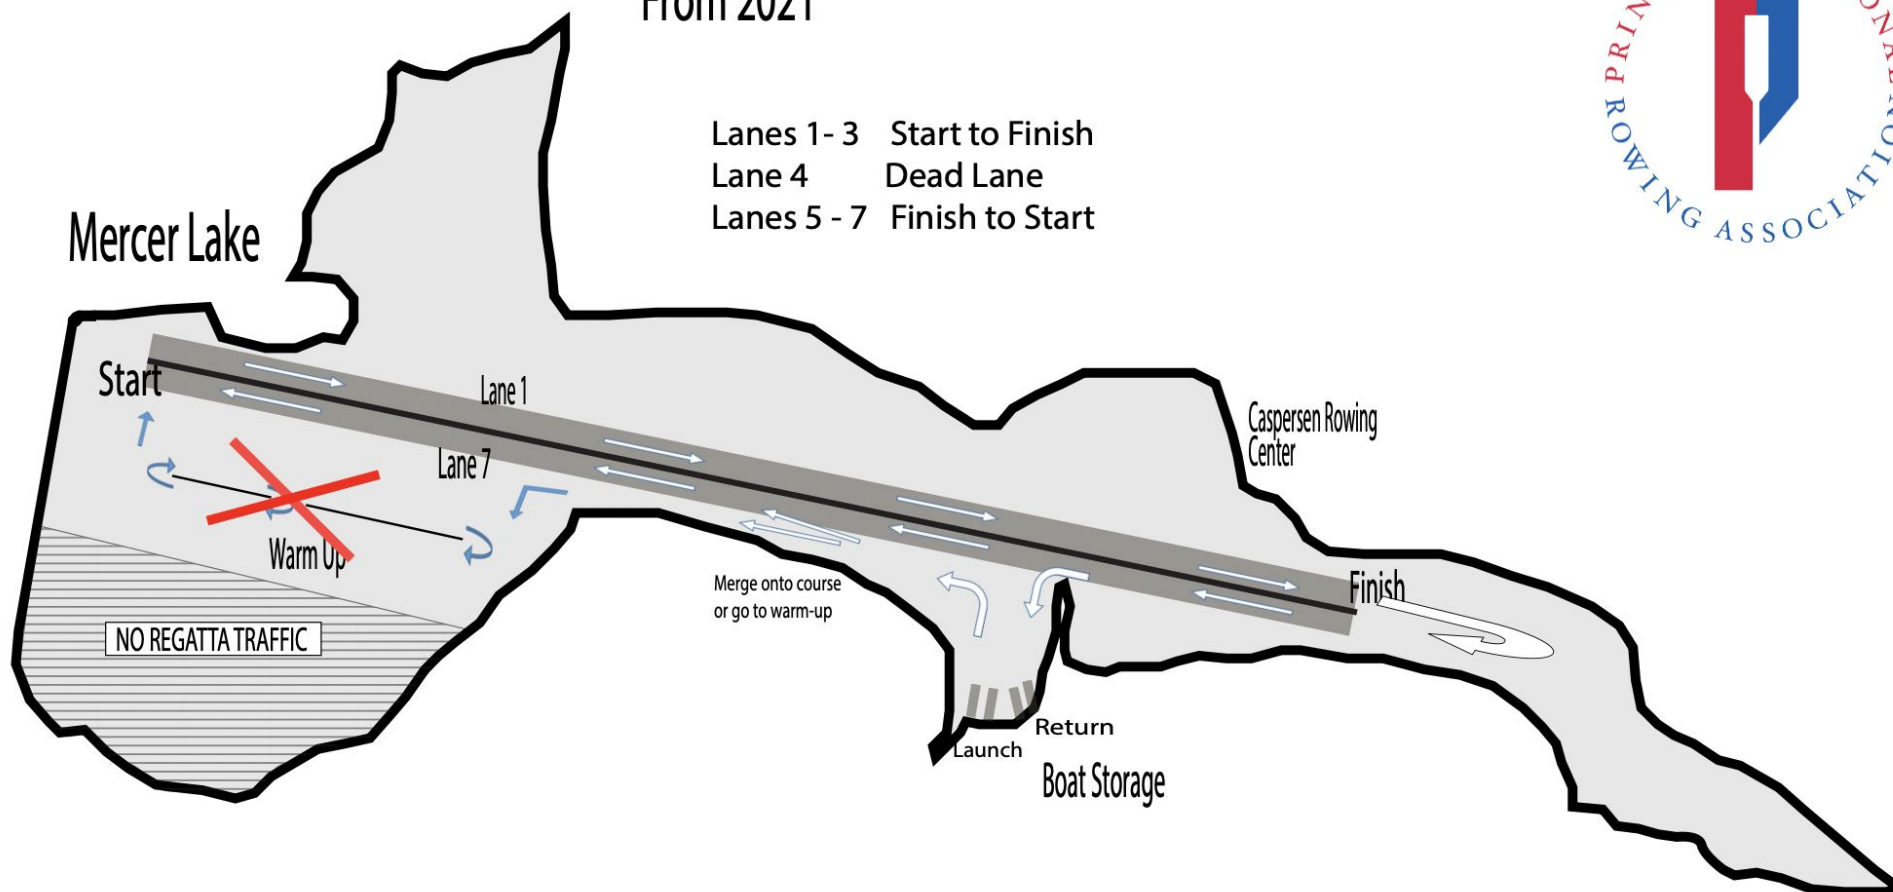 From 2021
Lanes 1- 3 Start to Finish
Lane 4 Dead Lane
Lanes 5 - 7 Finish to Start
ROWING ASSOCIATION
Mercer Lake
Start
Lane 1
Lane 7
Caspersen Rowing
Center
Warm Up
Merge onto course
or go to warm-up
Finish
NO REGATTA TRAFFIC
Return
Launch
Boat Storage